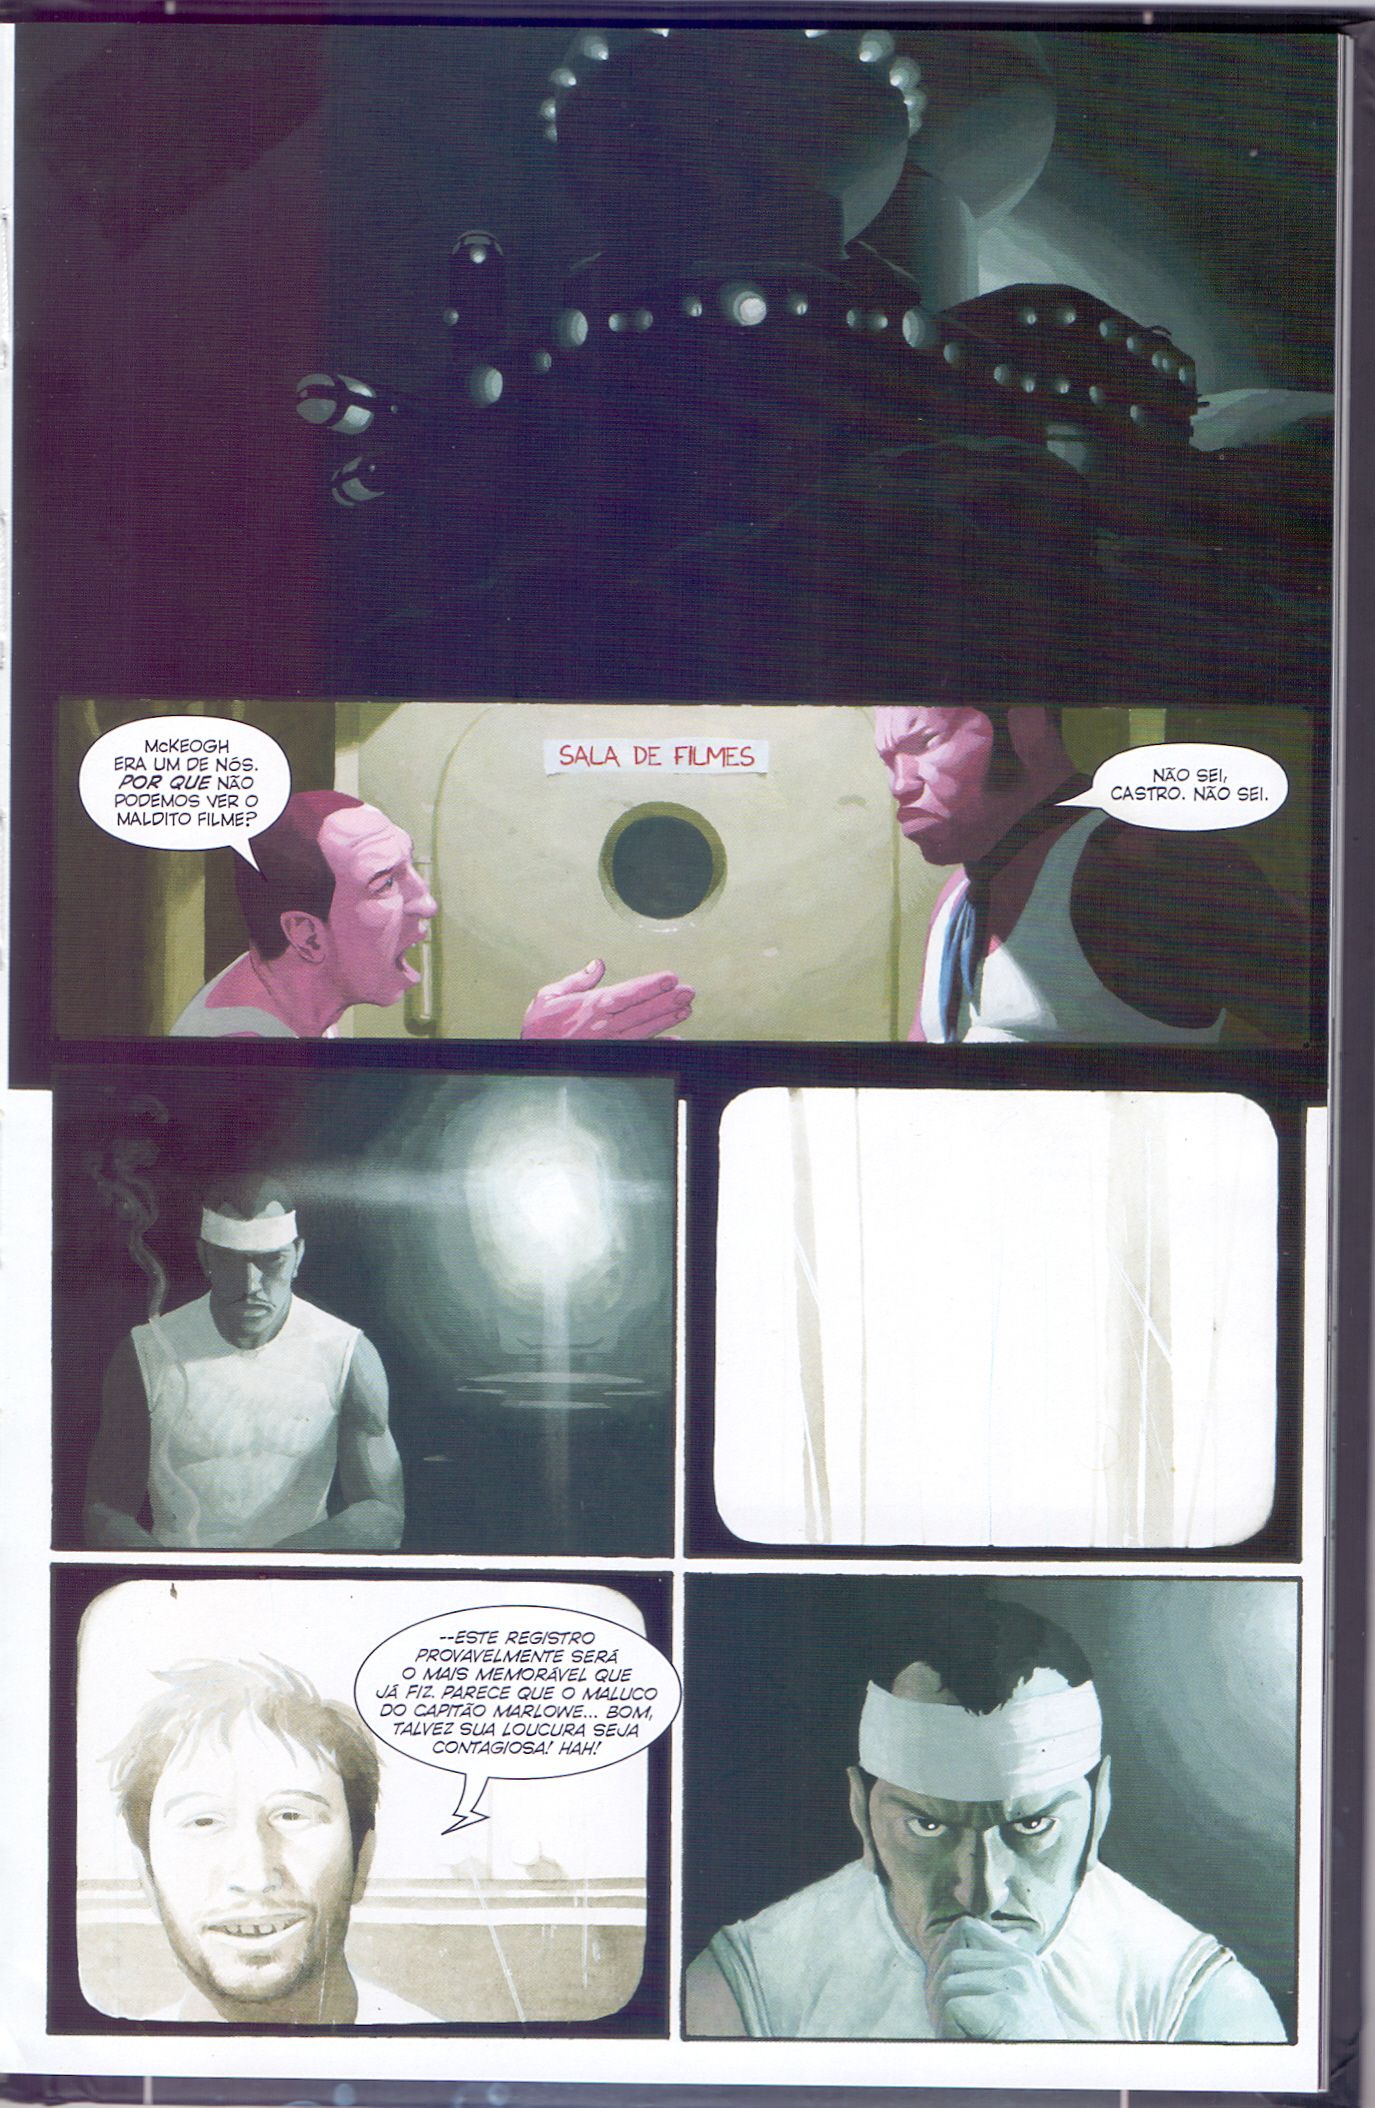 McKEOGH
ERA UM DE NÓS.
POR QUE NÃO
PODEMOS VER O
MALDITO FILME?
SALA DE FILMES
NÃO SEI,
CASTRO. NÃO SEI.
--ESTE REGISTRO
PROVAVELMENTE SERÁ
O MAIS MEMORÁVEL QUE
JÁ FIZ. PARECE QUE O MALUCO
DO CAPITÃO MARLOWE... BOM,
TALVEZ SUA LOUCURA SEJA
CONTAGIOSA! HAH!